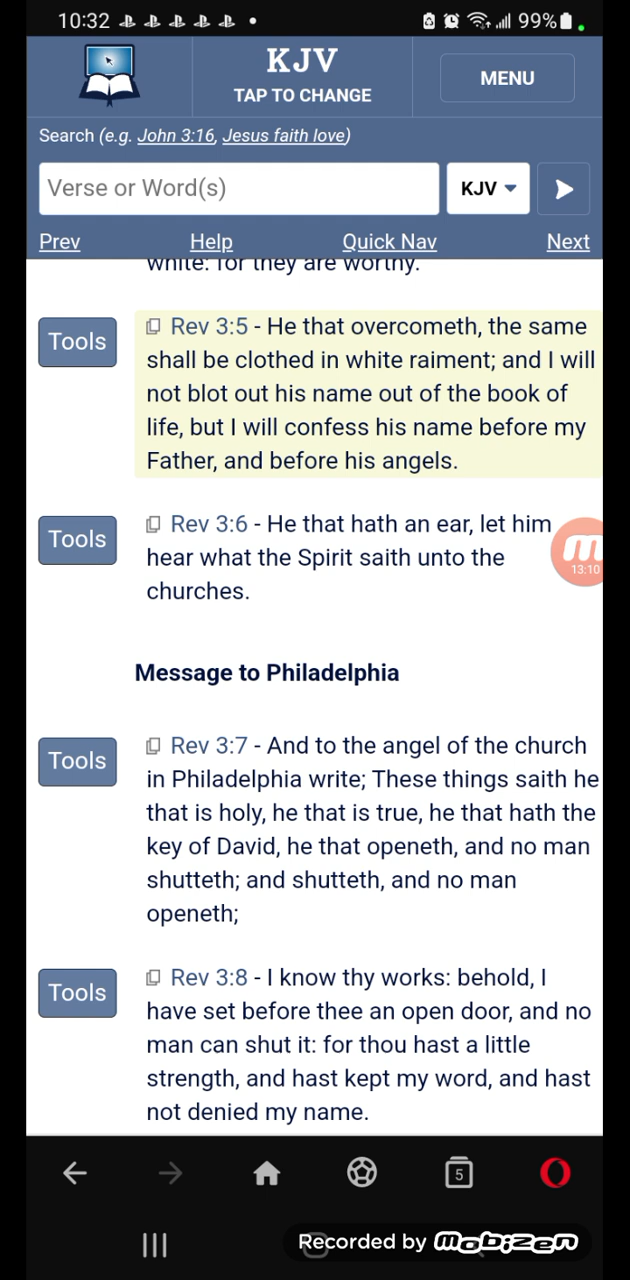 10:32
99%
KJV
TAP TO CHANGE
MENU
Search (e.g. John 3:16, Jesus faith love)
Verse or Word(s)
KJV
Prev
Help
Quick Nav
Next
white: for they are worthy.
Tools
Rev 3:5 - He that overcometh, the same
shall be clothed in white raiment; and I will
not blot out his name out of the book of
life, but I will confess his name before my
Father, and before his angels.
Tools
Rev 3:6 - He that hath an ear, let him
hear what the Spirit saith unto the
churches.
m
13:10
Message to Philadelphia
Tools
Rev 3:7 - And to the angel of the church
in Philadelphia write; These things saith he
that is holy, he that is true, he that hath the
key of David, he that openeth, and no man
shutteth; and shutteth, and no man
openeth;
Tools
Rev 3:8 - I know thy works: behold, I
have set before thee an open door, and no
man can shut it: for thou hast a little
strength, and hast kept my word, and hast
not denied my name.
5
Recorded by mobizen